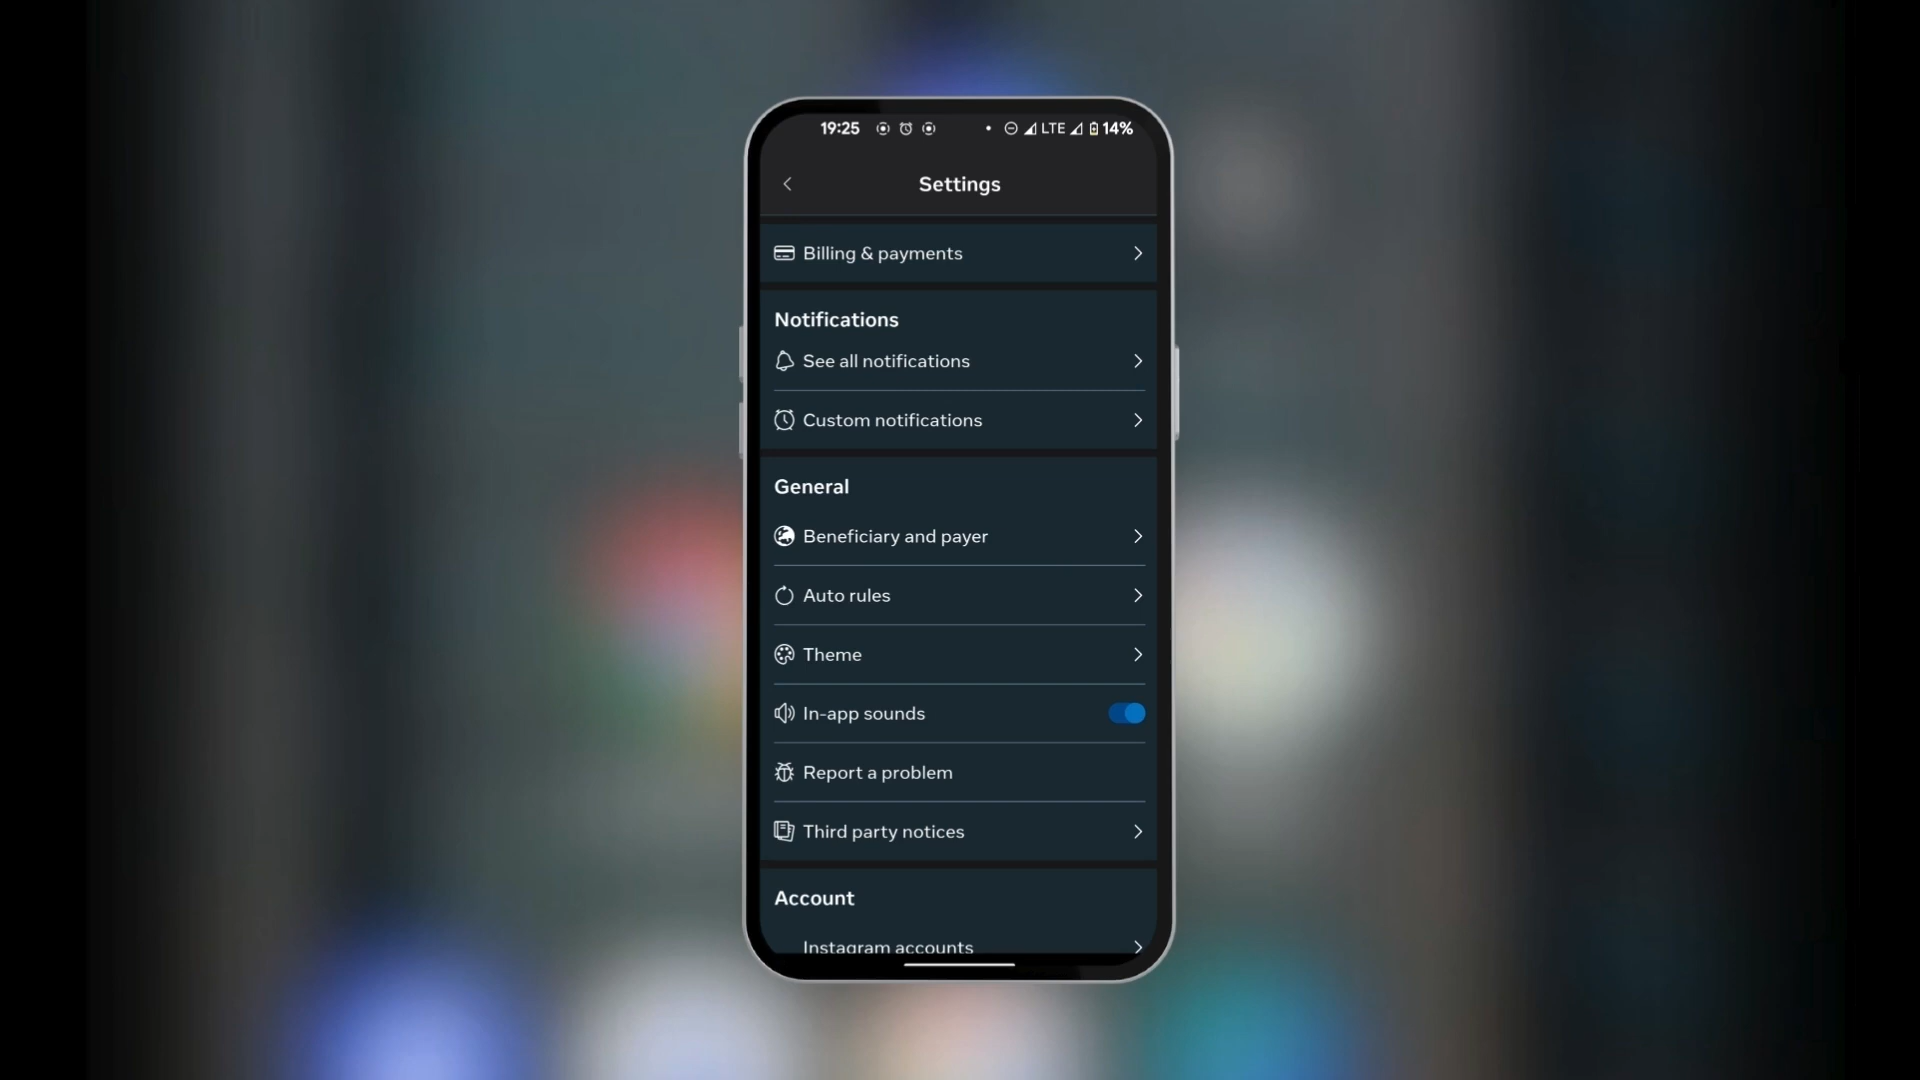 19:25 LTE 14%
Settings
Billing & payments
Notifications
See all notifications
Custom notifications
General
Beneficiary and payer
Auto rules
Theme
In-app sounds
Report a problem
Third party notices
Account
Instagram accounts